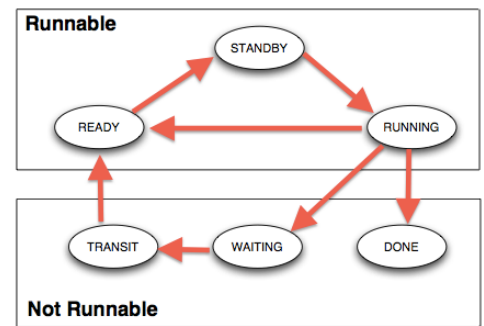 Runnable
STANDBY
READY
RUNNING
TRANSIT
WAITING
DONE
Not Runnable